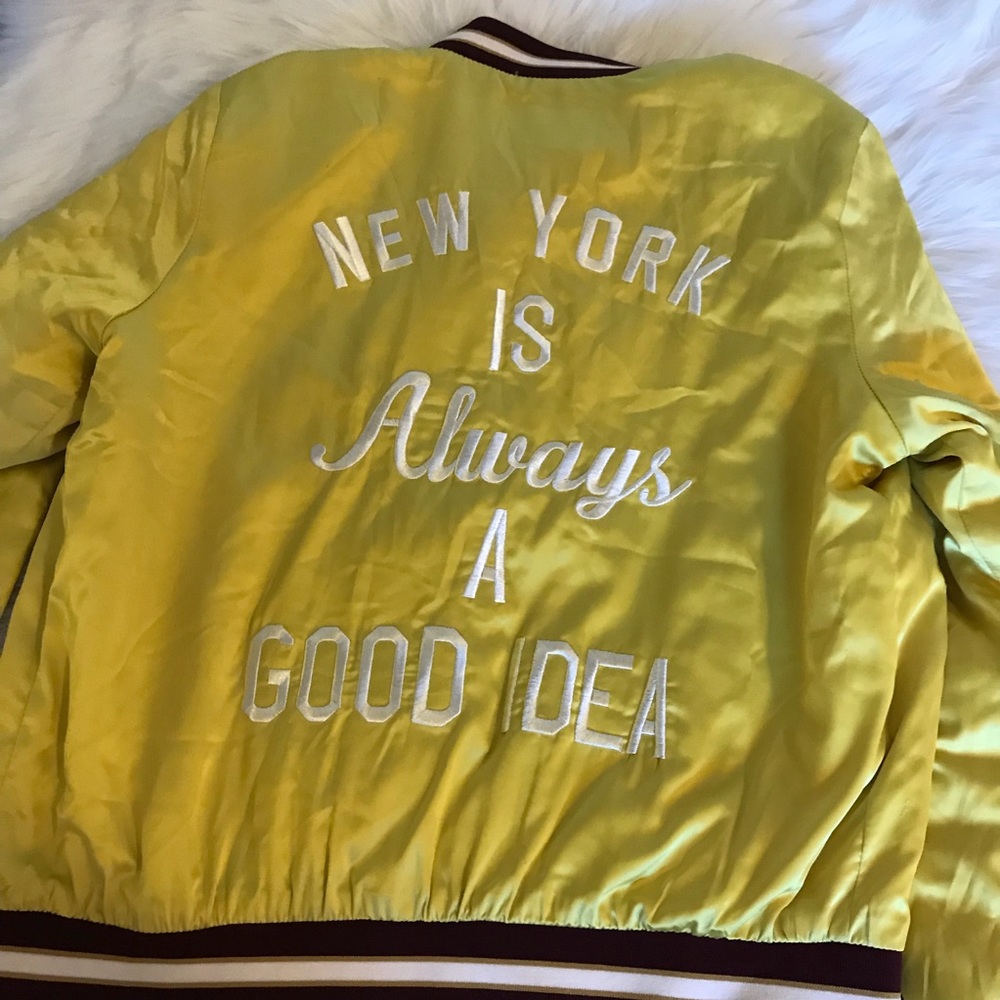 NEW YORK
IS
Always
A
GOOD IDEA